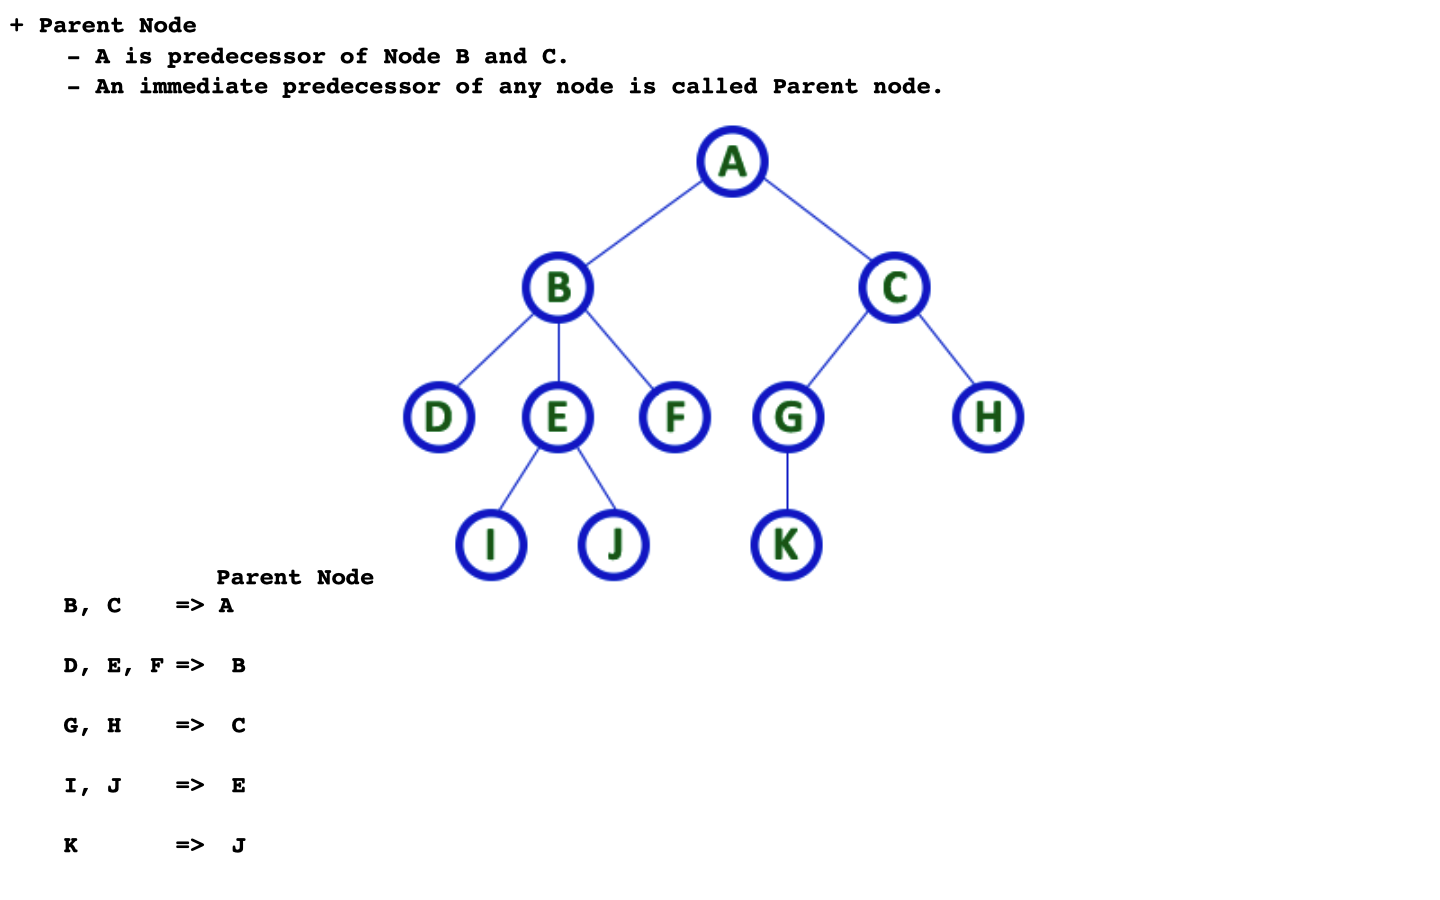 + Parent Node
- A is predecessor of Node B and C.
- An immediate predecessor of any node is called Parent node.
A
B C
D E F G H
I J K
Parent Node
B, C => A
D, E, F => B
G, H => C
I, J => E
K => J